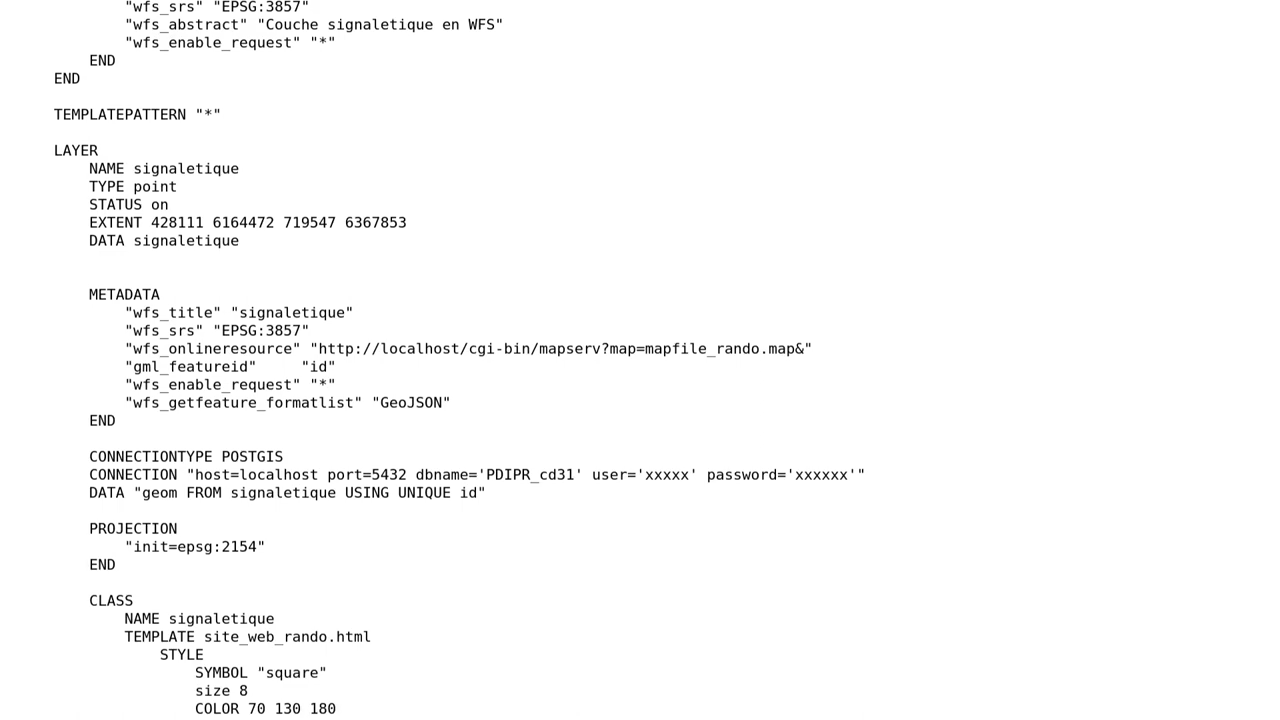 "wfs_srs" "EPSG:3857"
"wfs_abstract" "Couche signaletique en WFS"
"wfs_enable_request" "*"
END
END
TEMPLATEPATTERN "*"
LAYER
NAME signaletique
TYPE point
STATUS on
EXTENT 428111 6164472 719547 6367853
DATA signaletique
METADATA
"wfs_title" "signaletique"
"wfs_srs" "EPSG:3857"
"wfs_onlineresource" "http://localhost/cgi-bin/mapserv?map=mapfile_rando.map&"
"gml_featureid"     "id"
"wfs_enable_request" "*"
"wfs_getfeature_formatlist" "GeoJSON"
END
CONNECTIONTYPE POSTGIS
CONNECTION "host=localhost port=5432 dbname='PDIPR_cd31' user='xxxxx' password='xxxxxx'"
DATA "geom FROM signaletique USING UNIQUE id"
PROJECTION
"init=epsg:2154"
END
CLASS
NAME signaletique
TEMPLATE site_web_rando.html
STYLE
SYMBOL "square"
size 8
COLOR 70 130 180